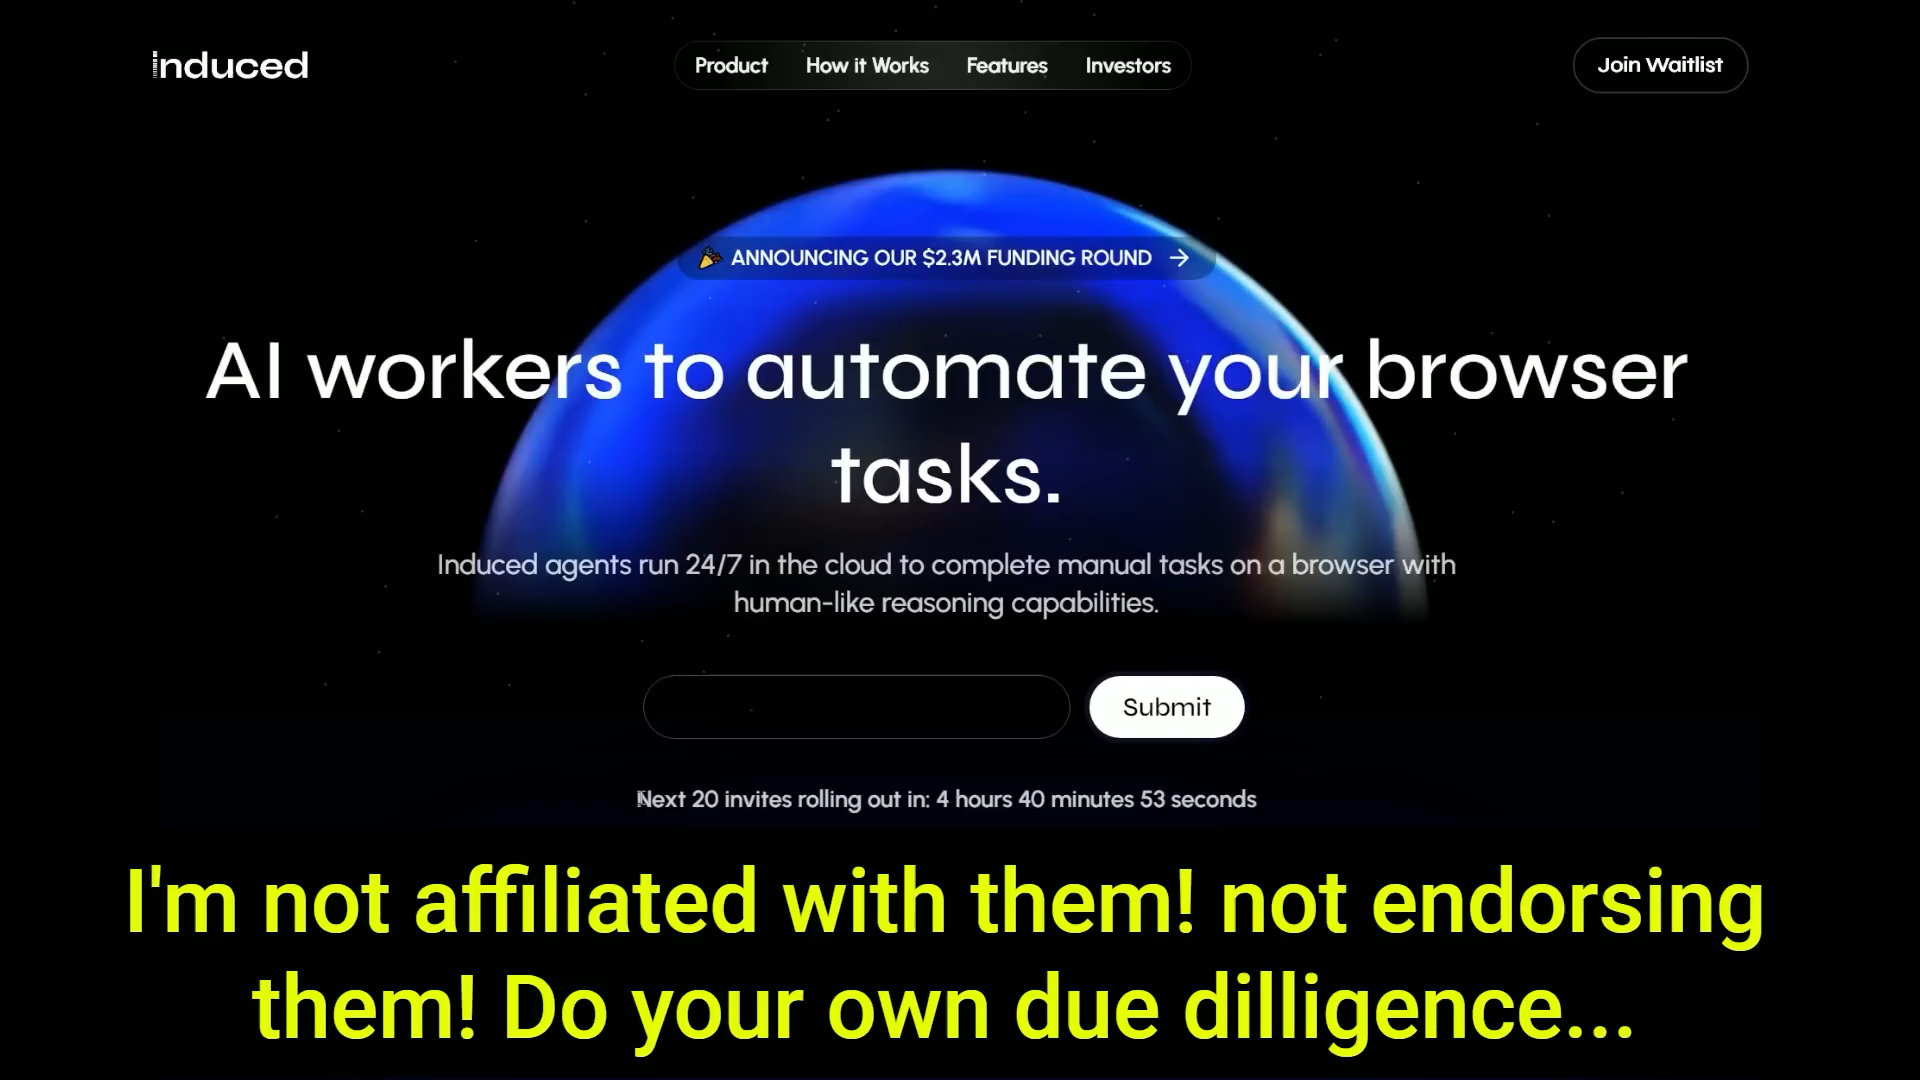 induced
Product How it Works Features Investors
Join Waitlist
ANNOUNCING OUR $2.3M FUNDING ROUND →
AI workers to automate your browser
tasks.
Induced agents run 24/7 in the cloud to complete manual tasks on a browser with
human-like reasoning capabilities.
Submit
Next 20 invites rolling out in: 4 hours 40 minutes 53 seconds
I'm not affiliated with them! not endorsing
them! Do your own due dilligence...